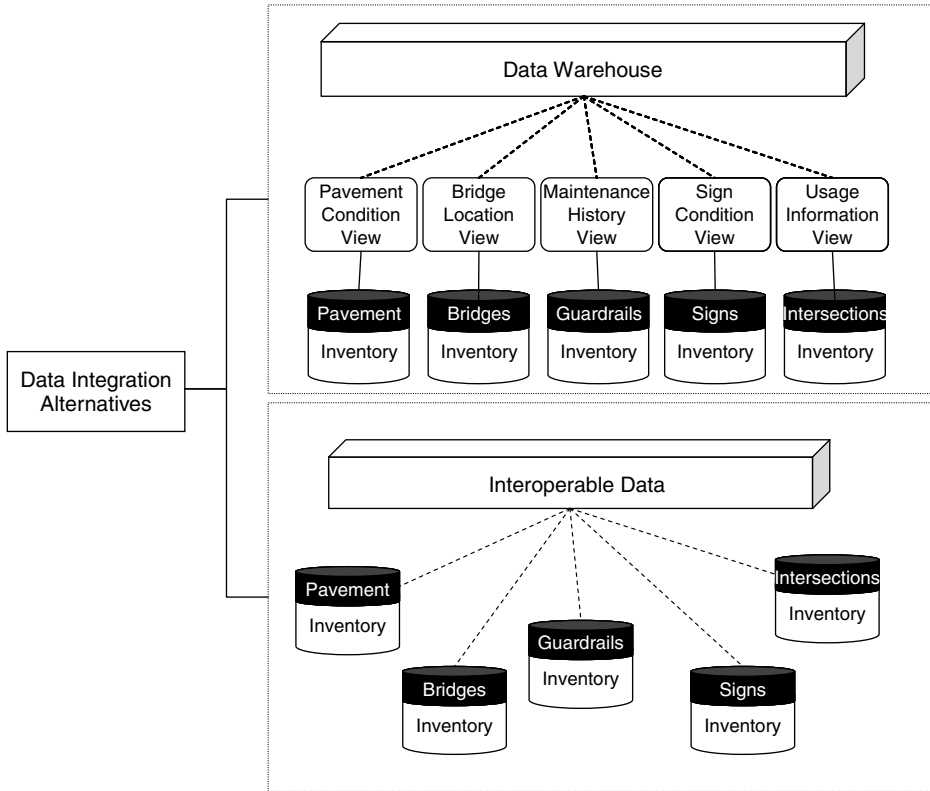 Data Warehouse
Pavement
Condition
View
Bridge
Location
View
Maintenance
History
View
Sign
Condition
View
Usage
Information
View
Pavement
Inventory
Bridges
Inventory
Guardrails
Inventory
Signs
Inventory
Intersections
Inventory
Data Integration
Alternatives
Interoperable Data
Pavement
Inventory
Bridges
Inventory
Guardrails
Inventory
Signs
Inventory
Intersections
Inventory